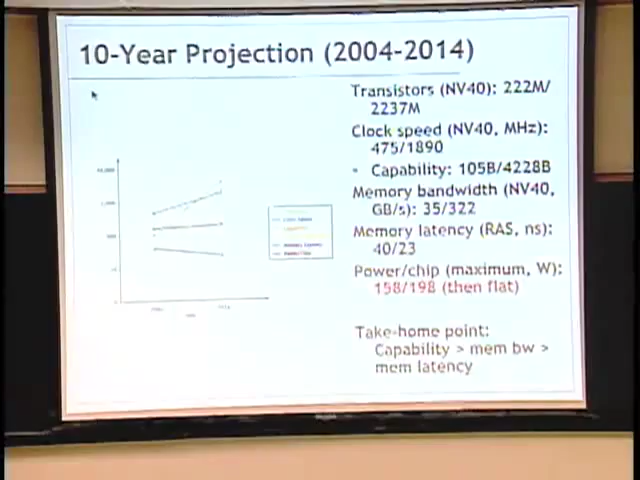 10-Year Projection (2004-2014)
Transistors (NV40): 222M/
2237M
Clock speed (NV40, MHz):
475/1890
• Capability: 105B/4228B
Memory bandwidth (NV40,
GB/s): 35/322
Memory latency (RAS, ns):
40/23
Power/chip (maximum, W):
158/198 (then flat)
Take-home point:
Capability > mem bw >
mem latency